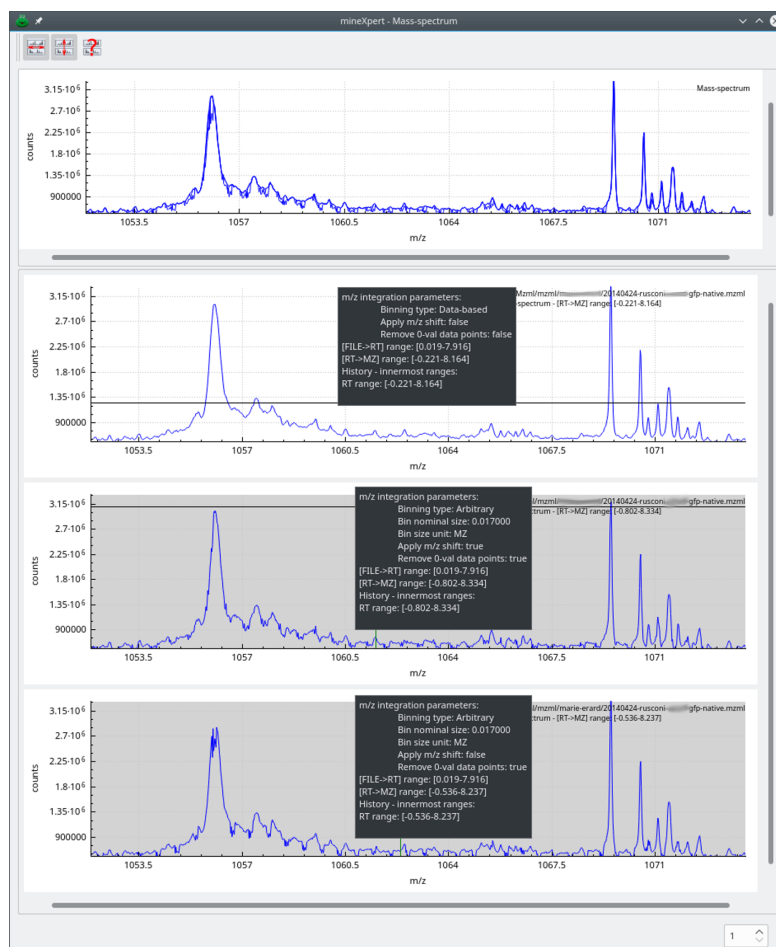 mineXpert - Mass-spectrum
Mass-spectrum
3.15·10⁶
2.7·10⁶
2.25·10⁶
1.8·10⁶
1.35·10⁶
900000
counts
1053.5 1057 1060.5 1064 1067.5 1071
m/z
Mzml/mzml/ /20140424-rusconi gfp-native.mzml
spectrum - [RT->MZ] range: [-0.221-8.164]
m/z integration parameters:
Binning type: Data-based
Apply m/z shift: false
Remove 0-val data points: false
[FILE->RT] range: [0.019-7.916]
[RT->MZ] range: [-0.221-8.164]
History - innermost ranges:
RT range: [-0.221-8.164]
3.15·10⁶
2.7·10⁶
2.25·10⁶
1.8·10⁶
1.35·10⁶
900000
counts
1053.5 1057 1060.5 1064 1067.5 1071
m/z
l/mzml/ /20140424-rusconi gfp-native.mzml
ctrum - [RT->MZ] range: [-0.802-8.334]
m/z integration parameters:
Binning type: Arbitrary
Bin nominal size: 0.017000
Bin size unit: MZ
Apply m/z shift: true
Remove 0-val data points: true
[FILE->RT] range: [0.019-7.916]
[RT->MZ] range: [-0.802-8.334]
History - innermost ranges:
RT range: [-0.802-8.334]
3.15·10⁶
2.7·10⁶
2.25·10⁶
1.8·10⁶
1.35·10⁶
900000
counts
1053.5 1057 1060.5 1064 1067.5 1071
m/z
l/mzml/marie-erard/20140424-rusconi- gfp-native.mzml
ctrum - [RT->MZ] range: [-0.536-8.237]
m/z integration parameters:
Binning type: Arbitrary
Bin nominal size: 0.017000
Bin size unit: MZ
Apply m/z shift: false
Remove 0-val data points: true
[FILE->RT] range: [0.019-7.916]
[RT->MZ] range: [-0.536-8.237]
History - innermost ranges:
RT range: [-0.536-8.237]
3.15·10⁶
2.7·10⁶
2.25·10⁶
1.8·10⁶
1.35·10⁶
900000
counts
1053.5 1057 1060.5 1064 1067.5 1071
m/z
1